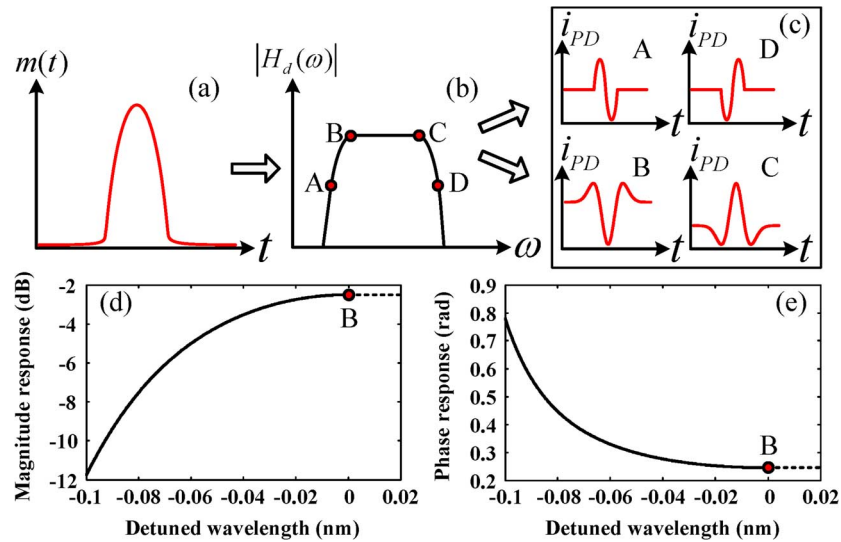 m(t)
(a)
t
|H_d(ω)|
(b)
B
C
A
D
ω
(c)
i_PD
A
t
i_PD
D
t
i_PD
B
t
i_PD
C
t
(d)
B
Magnitude response (dB)
-2
-4
-6
-8
-10
-12
-0.1 -0.08 -0.06 -0.04 -0.02 0 0.02
Detuned wavelength (nm)
(e)
B
Phase response (rad)
0.9
0.8
0.7
0.6
0.5
0.4
0.3
0.2
-0.1 -0.08 -0.06 -0.04 -0.02 0 0.02
Detuned wavelength (nm)